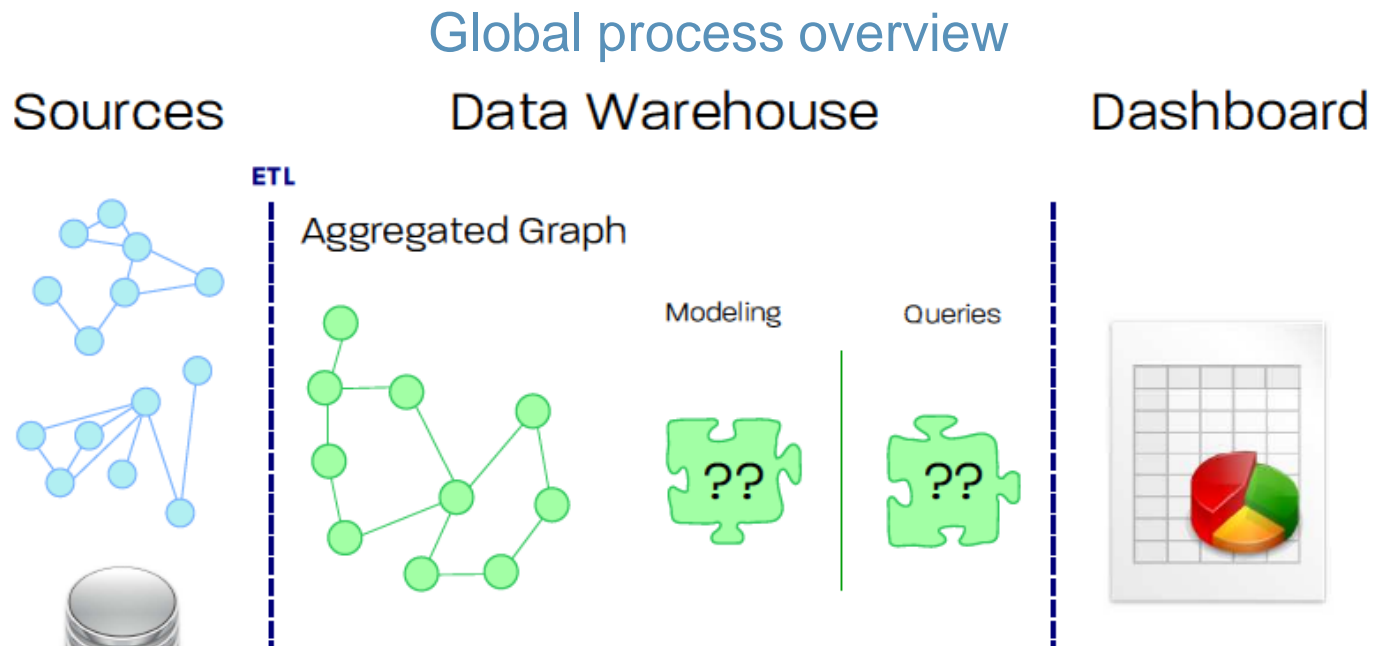 Global process overview
Sources
Data Warehouse
Dashboard
ETL
Aggregated Graph
Modeling
Queries
??
??